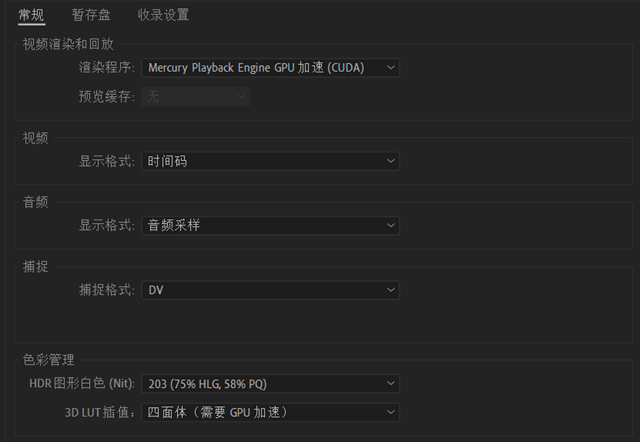 常规 暂存盘 收录设置
视频渲染和回放
渲染程序: Mercury Playback Engine GPU 加速 (CUDA)
预览缓存: 无
视频
显示格式: 时间码
音频
显示格式: 音频采样
捕捉
捕捉格式: DV
色彩管理
HDR 图形白色 (Nit): 203 (75% HLG, 58% PQ)
3D LUT 插值: 四面体（需要 GPU 加速）